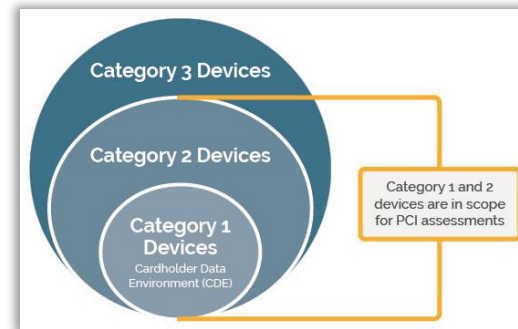 Category 3 Devices
Category 2 Devices
Category 1
Devices
Cardholder Data
Environment (CDE)
Category 1 and 2
devices are in scope
for PCI assessments